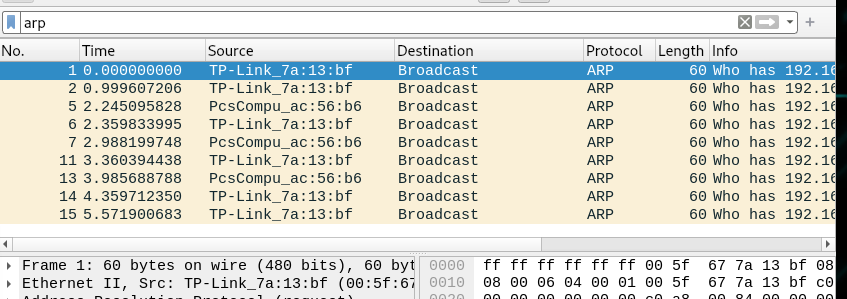 arp
No. Time Source Destination Protocol Length Info
1 0.000000000 TP-Link_7a:13:bf Broadcast ARP 60 Who has 192.16
2 0.999607206 TP-Link_7a:13:bf Broadcast ARP 60 Who has 192.16
5 2.245095828 PcsCompu_ac:56:b6 Broadcast ARP 60 Who has 192.16
6 2.359833995 TP-Link_7a:13:bf Broadcast ARP 60 Who has 192.16
7 2.988199748 PcsCompu_ac:56:b6 Broadcast ARP 60 Who has 192.16
11 3.360394438 TP-Link_7a:13:bf Broadcast ARP 60 Who has 192.16
13 3.985688788 PcsCompu_ac:56:b6 Broadcast ARP 60 Who has 192.16
14 4.359712350 TP-Link_7a:13:bf Broadcast ARP 60 Who has 192.16
15 5.571900683 TP-Link_7a:13:bf Broadcast ARP 60 Who has 192.16
Frame 1: 60 bytes on wire (480 bits), 60 byt 0000 ff ff ff ff ff ff 00 5f 67 7a 13 bf 08
Ethernet II, Src: TP-Link_7a:13:bf (00:5f:67 0010 08 00 06 04 00 01 00 5f 67 7a 13 bf c0
Address Resolution Protocol (request) 0020 00 00 00 00 00 00 c0 a8 00 84 00 00 00